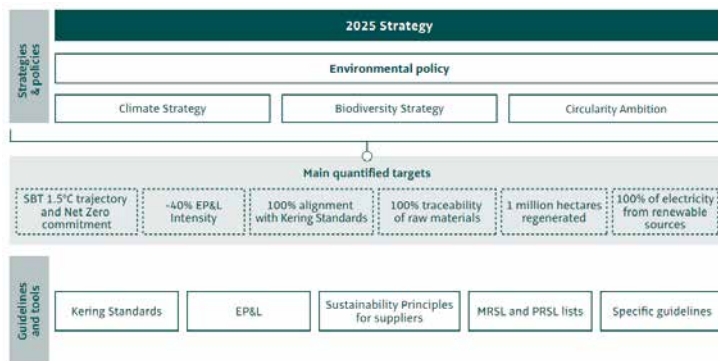 Strategies
& policies
2025 Strategy
Environmental policy
Climate Strategy
Biodiversity Strategy
Circularity Ambition
Main quantified targets
SBT 1.5°C trajectory
and Net Zero
commitment
-40% EP&L
Intensity
100% alignment
with Kering Standards
100% traceability
of raw materials
1 million hectares
regenerated
100% of electricity
from renewable
sources
Guidelines
and tools
Kering Standards
EP&L
Sustainability Principles
for suppliers
MRSL and PRSL lists
Specific guidelines